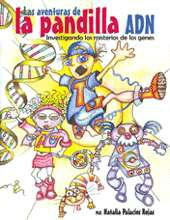 Las aventuras de
la pandilla ADN
Investigando los misterios de los genes
POR Natalia Palacios Rojas